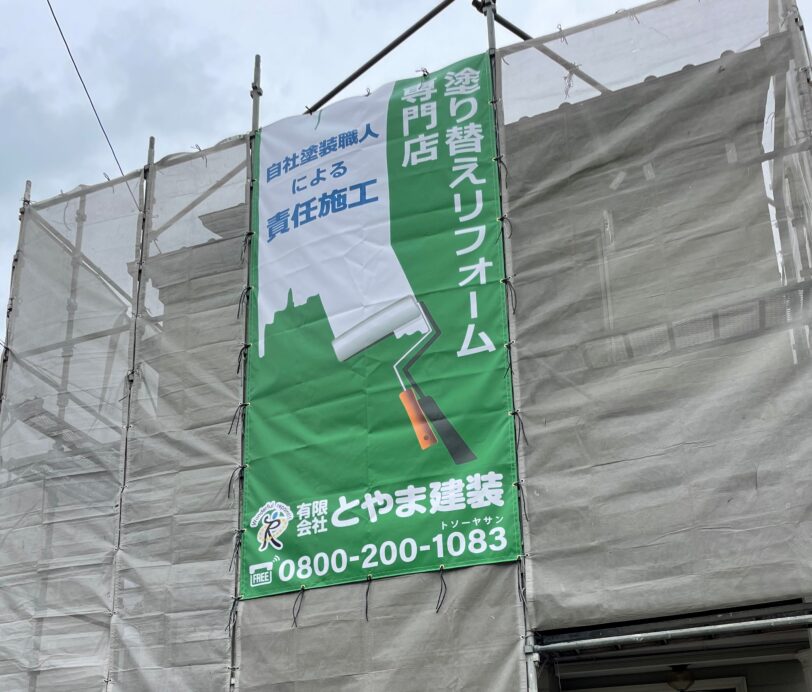 塗り替えリフォーム
専門店
自社塗装職人
による
責任施工
有限
会社
とやま建装
トソーヤサン
FREE
0800-200-1083